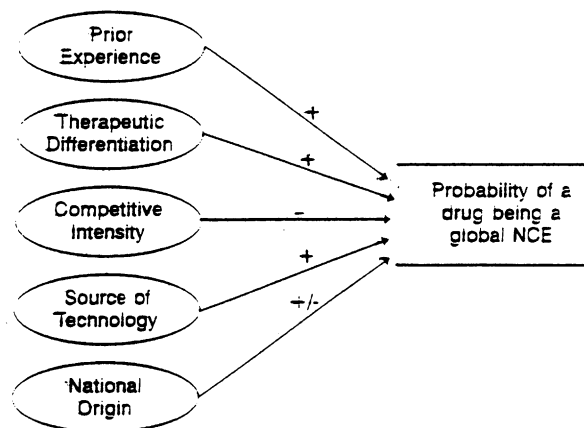 Prior
Experience
+
Therapeutic
Differentiation
+
Competitive
Intensity
-
Probability of a
drug being a
global NCE
Source of
Technology
+
National
Origin
+/-